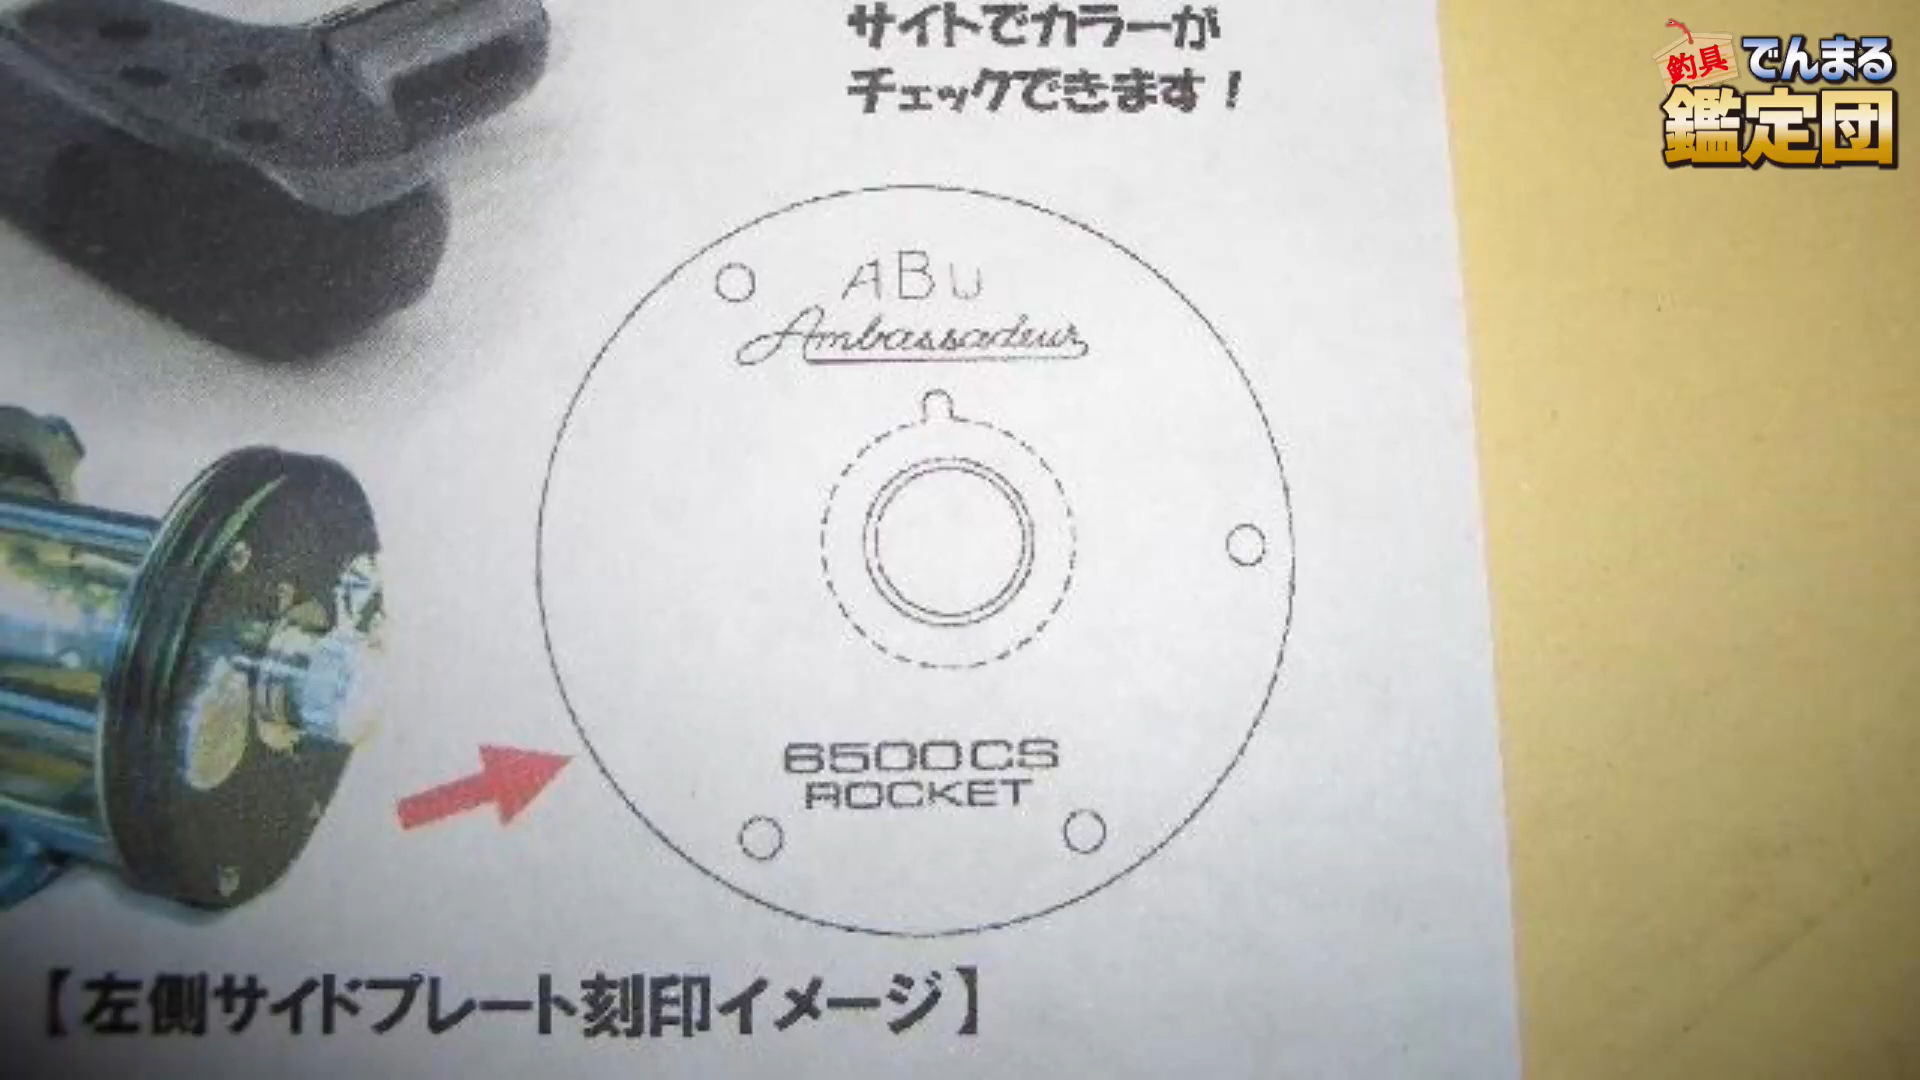 サイトでカラーが
チェックできます！
釣具 でんまる
鑑定団
ABU
Ambassadeur
6500CS
ROCKET
【左側サイドプレート刻印イメージ】